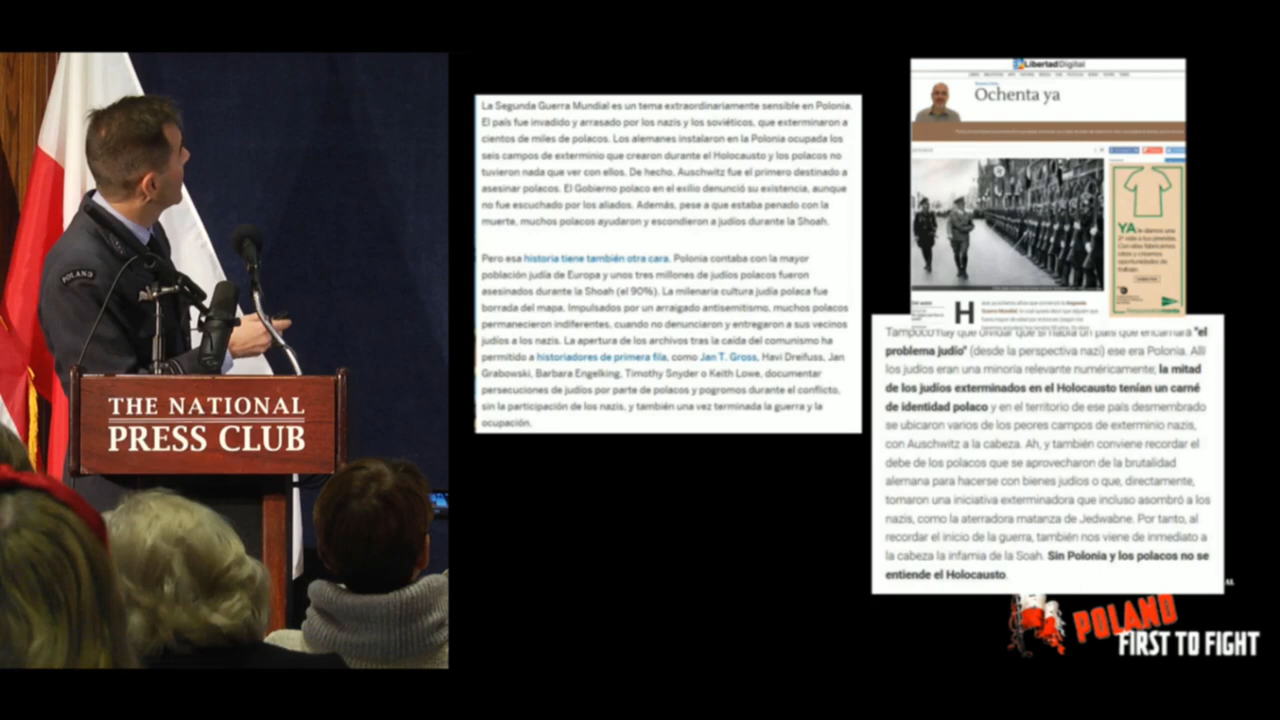 POLAND
THE NATIONAL
PRESS CLUB
La Segunda Guerra Mundial es un tema extraordinariamente sensible en Polonia.
El país fue invadido y arrasado por los nazis y los soviéticos, que exterminaron a
cientos de miles de polacos. Los alemanes instalaron en la Polonia ocupada los
seis campos de exterminio que crearon durante el Holocausto y los polacos no
tuvieron nada que ver con ellos. De hecho, Auschwitz fue el primero destinado a
asesinar polacos. El Gobierno polaco en el exilio denunció su existencia, aunque
no fue escuchado por los aliados. Además, pese a que estaba penado con la
muerte, muchos polacos ayudaron y escondieron a judíos durante la Shoah.
Pero esa historia tiene también otra cara. Polonia contaba con la mayor
población judía de Europa y unos tres millones de judíos polacos fueron
asesinados durante la Shoah (el 90%). La milenaria cultura judía polaca fue
borrada del mapa. Impulsados por un arraigado antisemitismo, muchos polacos
permanecieron indiferentes, cuando no denunciaron y entregaron a sus vecinos
judíos a los nazis. La apertura de los archivos tras la caída del comunismo ha
permitido a historiadores de primera fila, como Jan T. Gross, Havi Dreifuss, Jan
Grabowski, Barbara Engelking, Timothy Snyder o Keith Lowe, documentar
persecuciones de judíos por parte de polacos y pogromos durante el conflicto,
sin la participación de los nazis, y también una vez terminada la guerra y la
ocupación.
LibertadDigital
Ochenta ya
YA
H
Tampoco hay que olvidar que si había un país que encarnara "el
problema judío" (desde la perspectiva nazi) ese era Polonia. Allí
los judíos eran una minoría relevante numéricamente; la mitad
de los judíos exterminados en el Holocausto tenían un carné
de identidad polaco y en el territorio de ese país desmembrado
se ubicaron varios de los peores campos de exterminio nazis,
con Auschwitz a la cabeza. Ah, y también conviene recordar el
debe de los polacos que se aprovecharon de la brutalidad
alemana para hacerse con bienes judíos o que, directamente,
tomaron una iniciativa exterminadora que incluso asombró a los
nazis, como la aterradora matanza de Jedwabne. Por tanto, al
recordar el inicio de la guerra, también nos viene de inmediato a
la cabeza la infamia de la Soah. Sin Polonia y los polacos no se
entiende el Holocausto.
POLAND
FIRST TO FIGHT